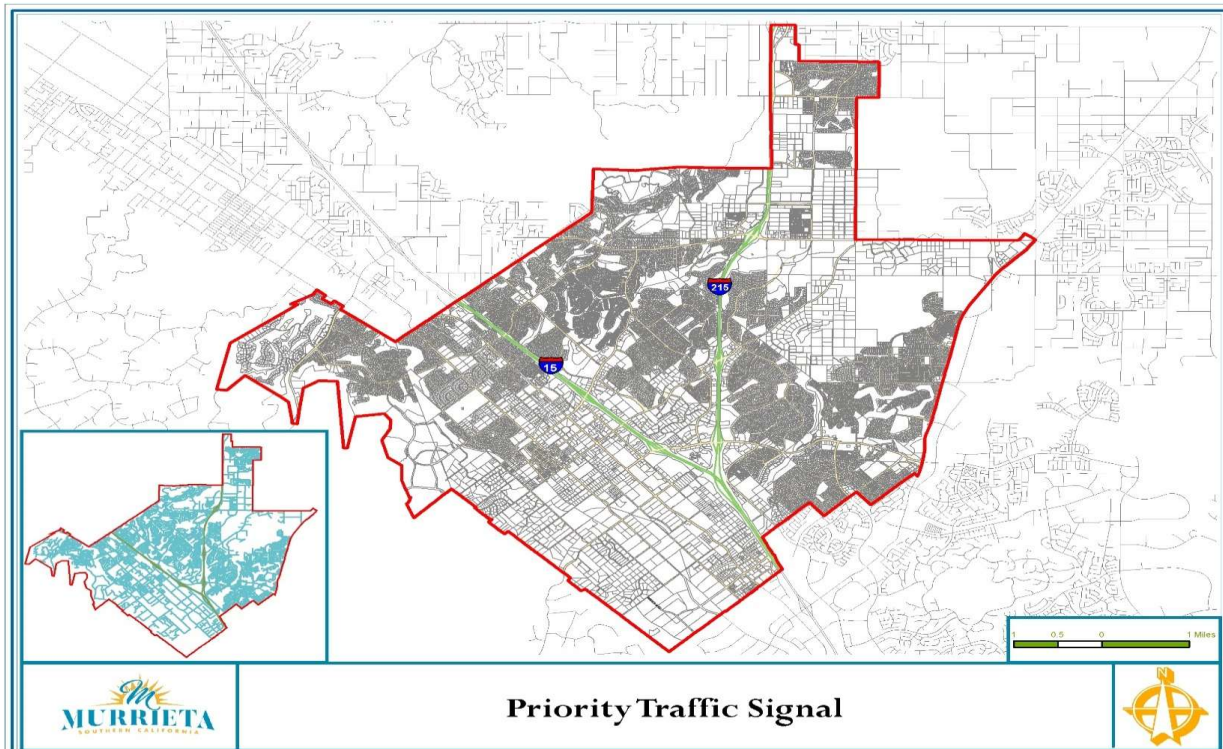 215
15
1 0.5 0 1 Miles
M
MURRIETA
SOUTHERN CALIFORNIA
Priority Traffic Signal
N